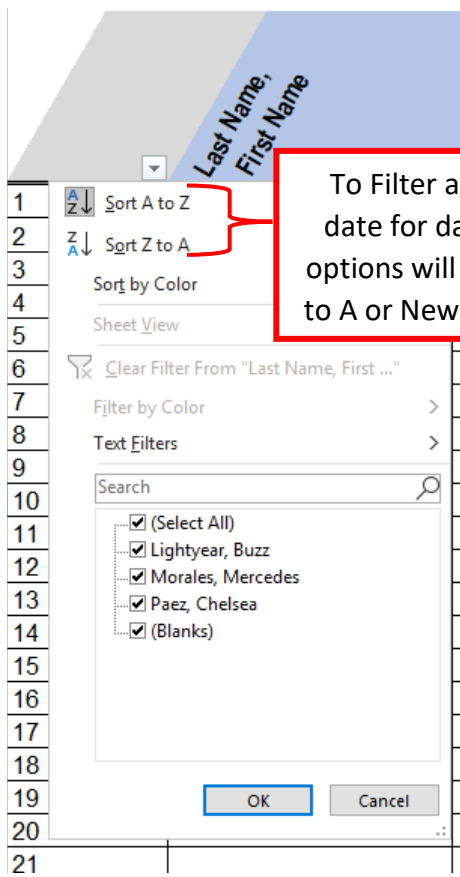 Last Name,
First Name
To Filter a
date for da
options will
to A or New
1
Sort A to Z
2
Sort Z to A
3
Sort by Color
4
Sheet View
5
6
Clear Filter From "Last Name, First ..."
7
Filter by Color
8
Text Filters
9
Search
10
(Select All)
11
Lightyear, Buzz
12
Morales, Mercedes
13
Paez, Chelsea
14
(Blanks)
15
16
17
18
19
OK Cancel
20
21